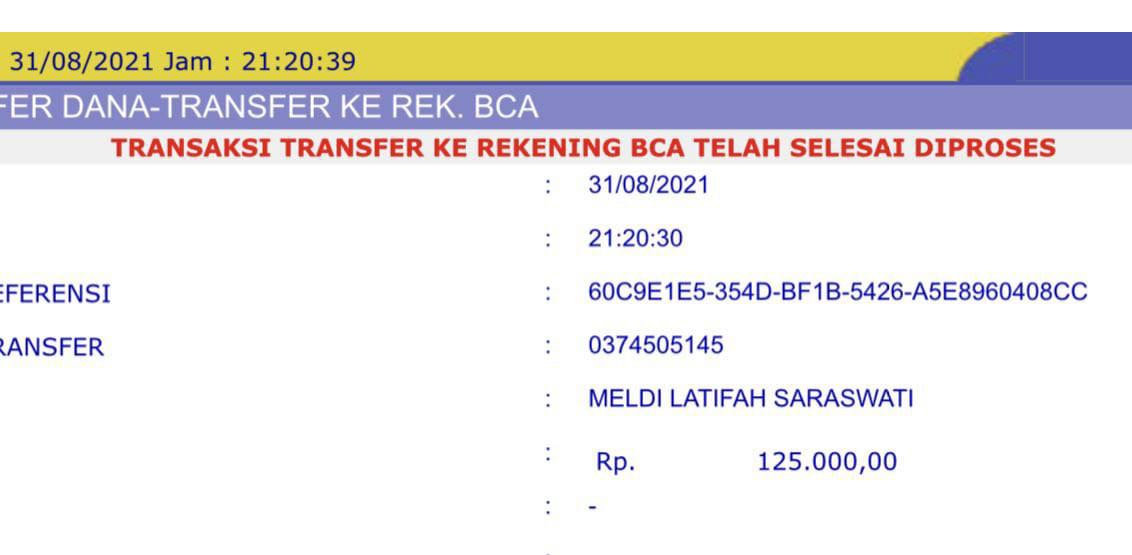 31/08/2021 Jam : 21:20:39
FER DANA-TRANSFER KE REK. BCA
TRANSAKSI TRANSFER KE REKENING BCA TELAH SELESAI DIPROSES
: 31/08/2021
: 21:20:30
EFERENSI : 60C9E1E5-354D-BF1B-5426-A5E8960408CC
RANSFER : 0374505145
: MELDI LATIFAH SARASWATI
: Rp. 125.000,00
: -